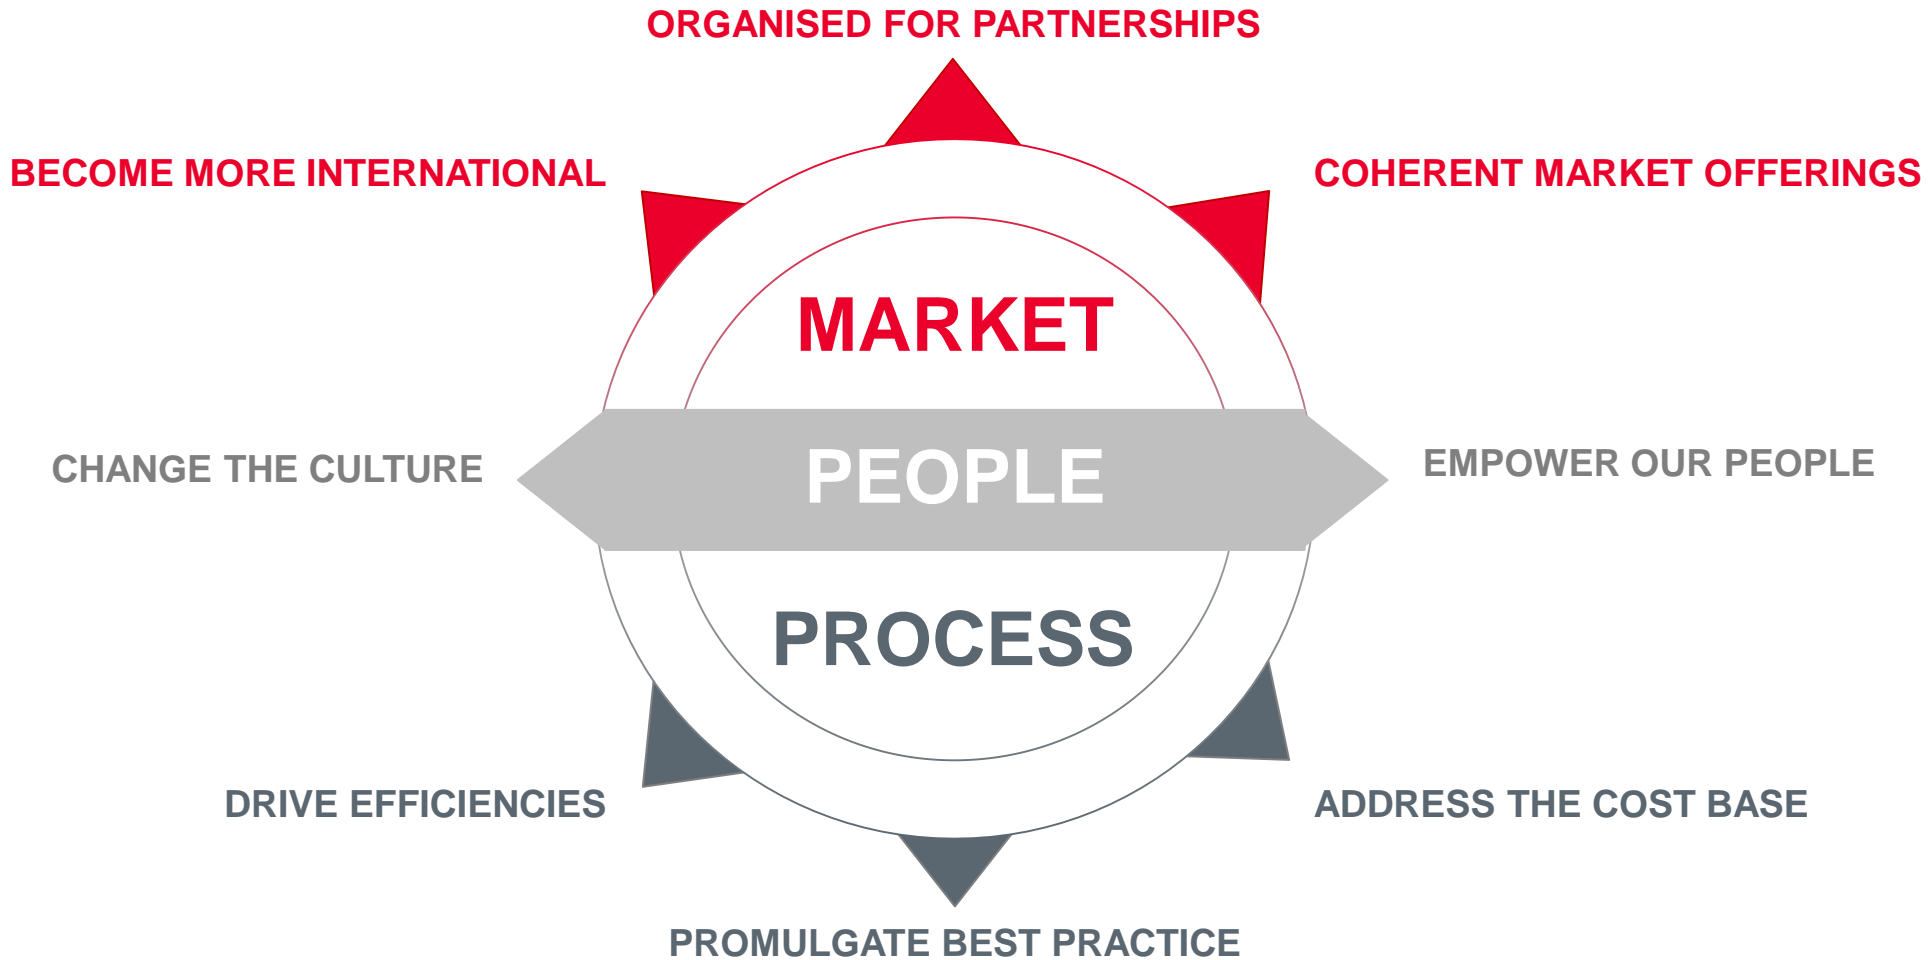 ORGANISED FOR PARTNERSHIPS
BECOME MORE INTERNATIONAL
COHERENT MARKET OFFERINGS
MARKET
CHANGE THE CULTURE
PEOPLE
EMPOWER OUR PEOPLE
PROCESS
DRIVE EFFICIENCIES
ADDRESS THE COST BASE
PROMULGATE BEST PRACTICE